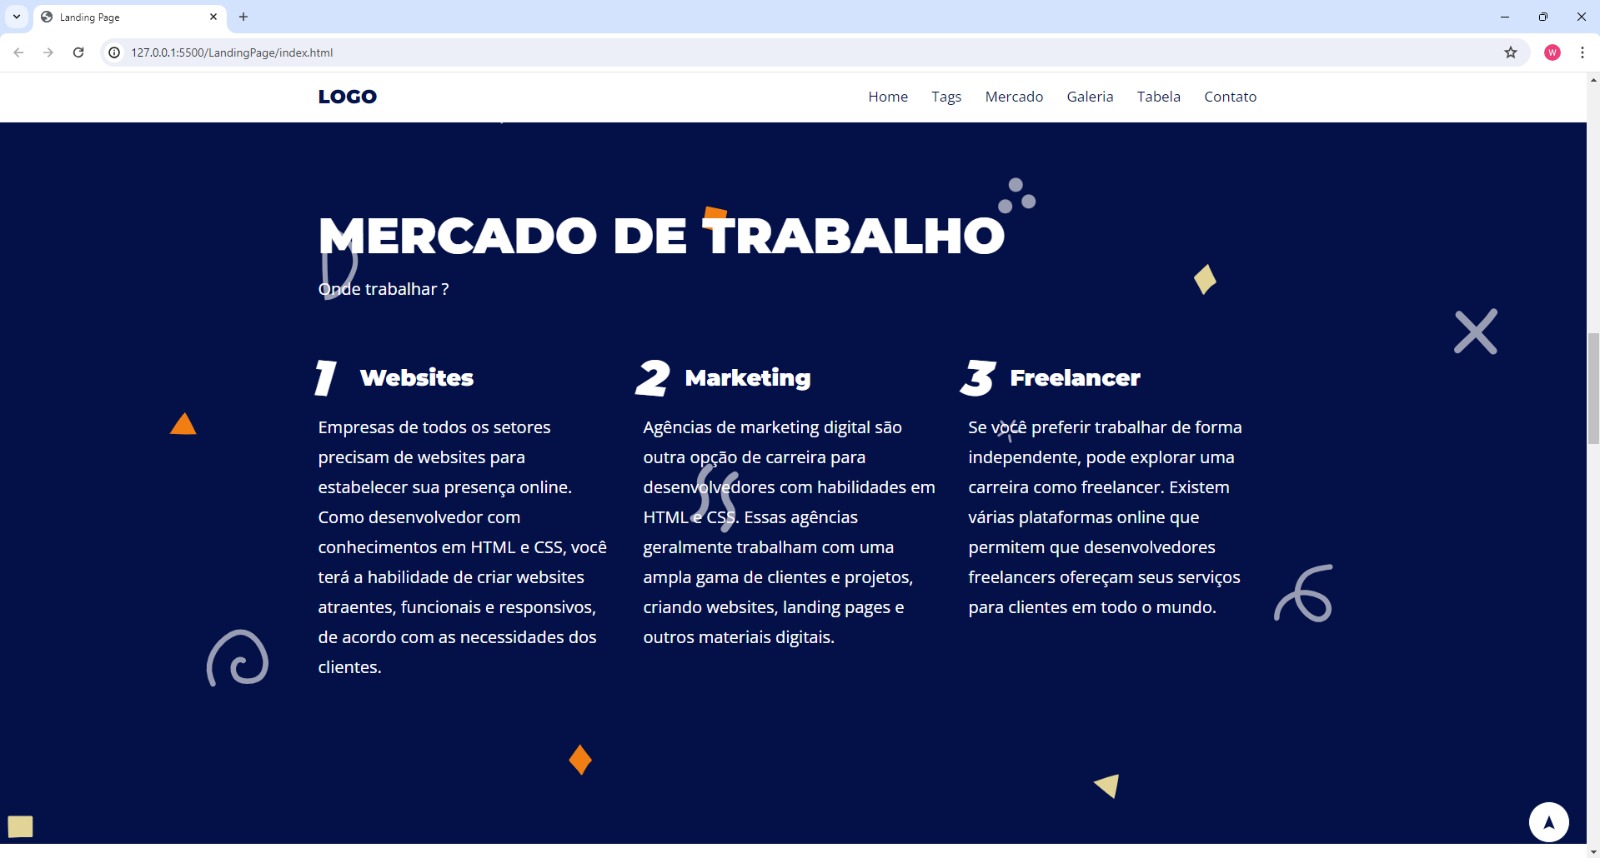 Landing Page
127.0.0.1:5500/LandingPage/index.html
W
LOGO
Home Tags Mercado Galeria Tabela Contato
MERCADO DE TRABALHO
Onde trabalhar ?
1 Websites
Empresas de todos os setores
precisam de websites para
estabelecer sua presença online.
Como desenvolvedor com
conhecimentos em HTML e CSS, você
terá a habilidade de criar websites
atraentes, funcionais e responsivos,
de acordo com as necessidades dos
clientes.
2 Marketing
Agências de marketing digital são
outra opção de carreira para
desenvolvedores com habilidades em
HTML e CSS. Essas agências
geralmente trabalham com uma
ampla gama de clientes e projetos,
criando websites, landing pages e
outros materiais digitais.
3 Freelancer
Se você preferir trabalhar de forma
independente, pode explorar uma
carreira como freelancer. Existem
várias plataformas online que
permitem que desenvolvedores
freelancers ofereçam seus serviços
para clientes em todo o mundo.